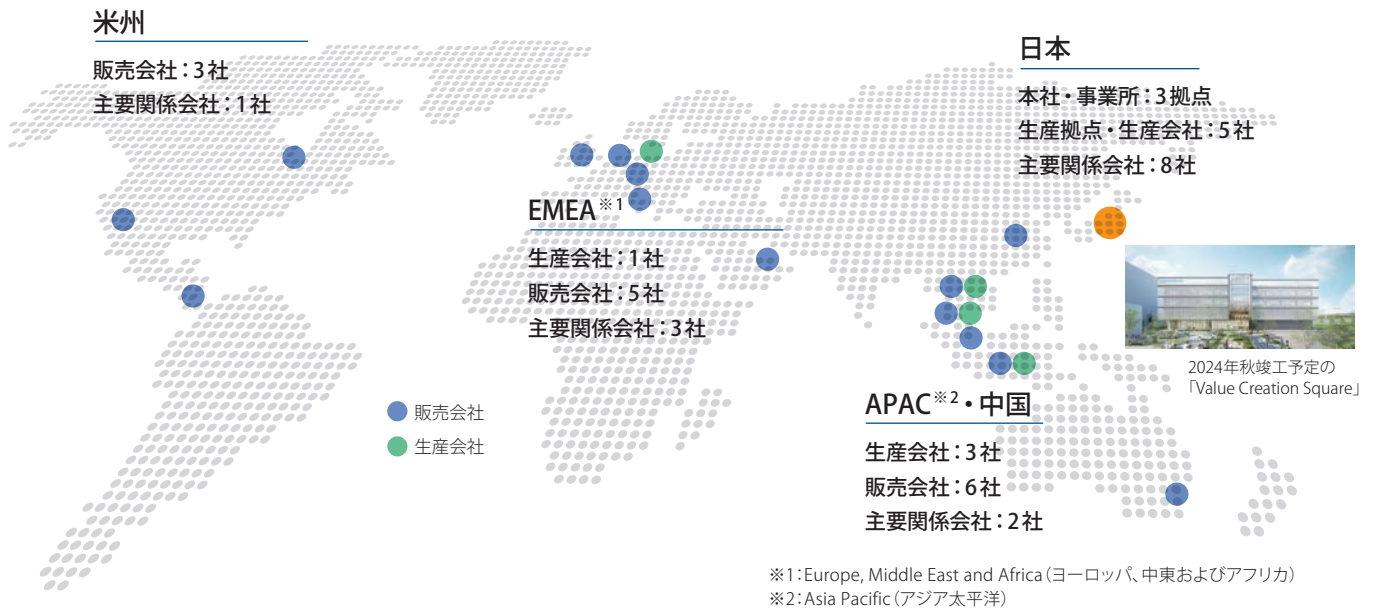 米州
販売会社：3社
主要関係会社：1社
日本
本社・事業所：3拠点
生産拠点・生産会社：5社
主要関係会社：8社
2024年秋竣工予定の
「Value Creation Square」
EMEA※1
生産会社：1社
販売会社：5社
主要関係会社：3社
販売会社
生産会社
APAC※2・中国
生産会社：3社
販売会社：6社
主要関係会社：2社
※1：Europe, Middle East and Africa（ヨーロッパ、中東およびアフリカ）
※2：Asia Pacific（アジア太平洋）